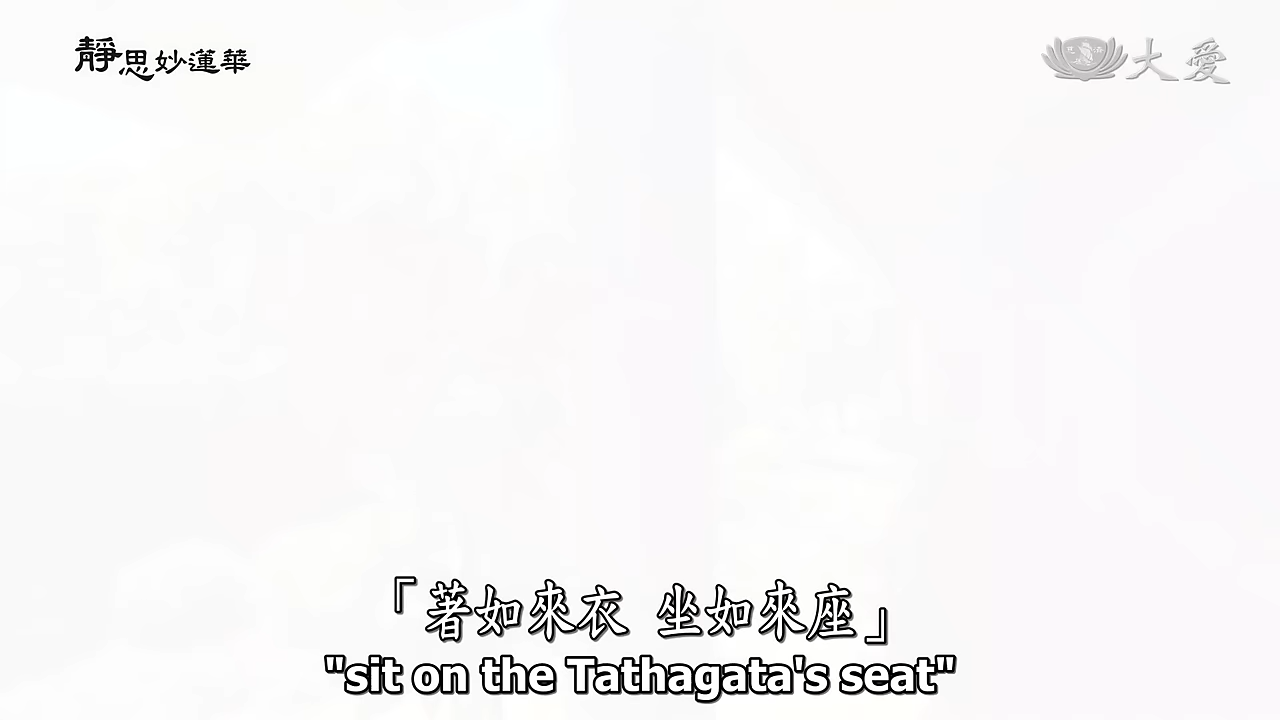 靜思妙蓮華
大愛
「著如來衣 坐如來座」
"sit on the Tathagata's seat"